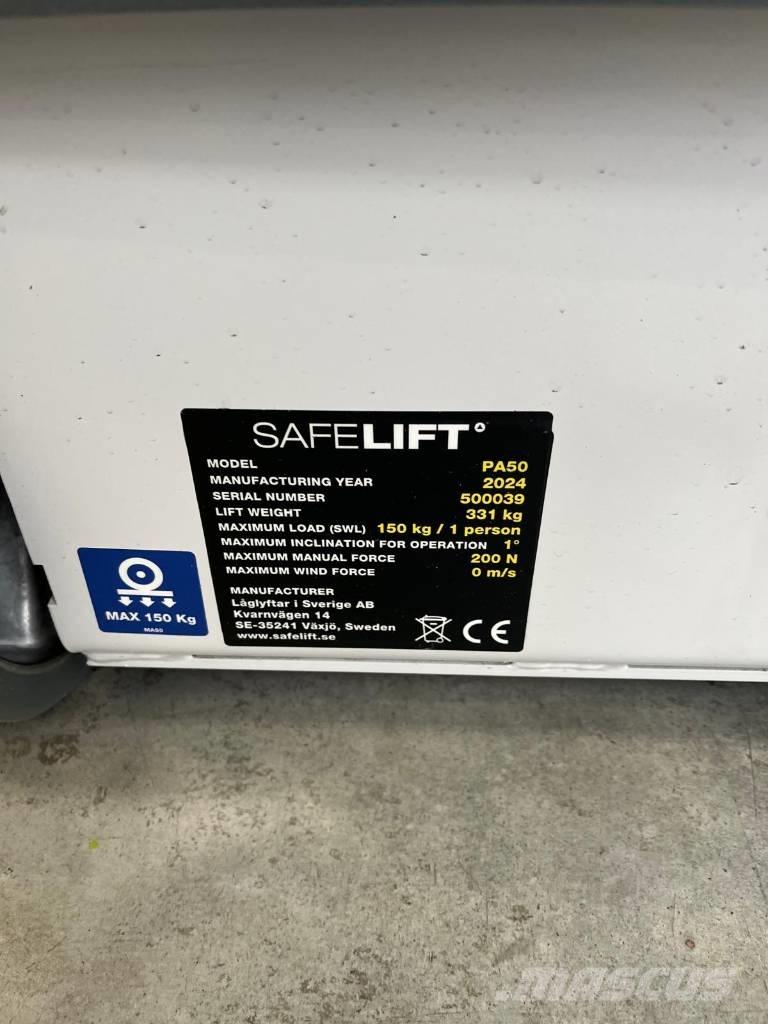 SAFELIFT
MODEL PA50
MANUFACTURING YEAR 2024
SERIAL NUMBER 500039
LIFT WEIGHT 331 kg
MAXIMUM LOAD (SWL) 150 kg / 1 person
MAXIMUM INCLINATION FOR OPERATION 1°
MAXIMUM MANUAL FORCE 200 N
MAXIMUM WIND FORCE 0 m/s
MANUFACTURER
Låglyftar i Sverige AB
Kvarnvägen 14
SE-35241 Växjö, Sweden
www.safelift.se
CE
MAX 150 Kg
MA50
MASCUS